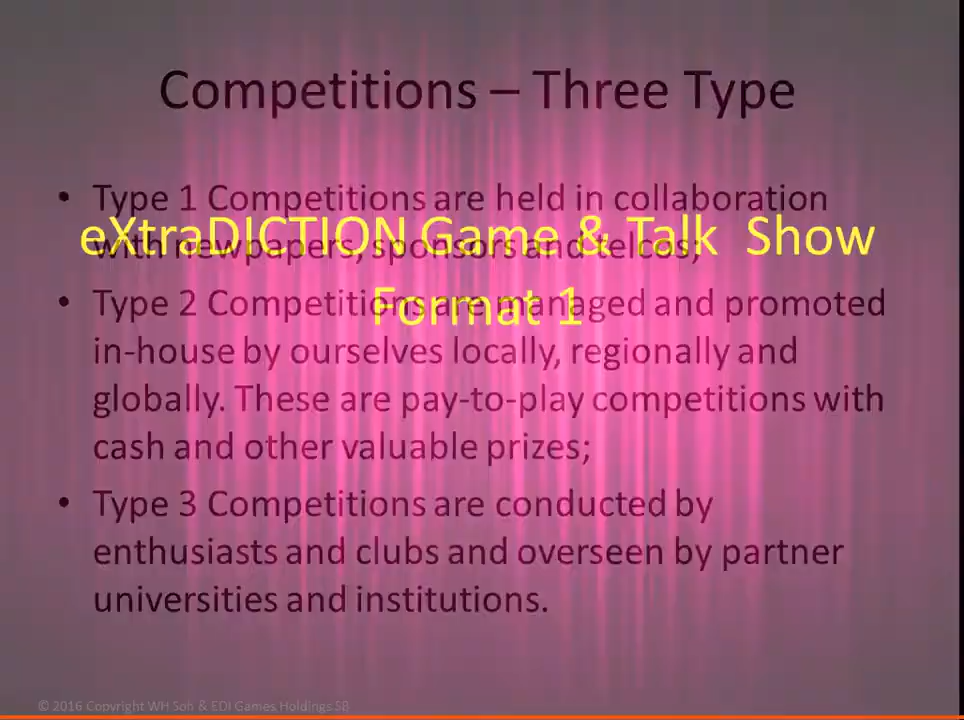 Competitions – Three Type
• Type 1 Competitions are held in collaboration
with newpapers, sponsors and telcos;
eXtraDICTION Game & Talk Show
Format 1
• Type 2 Competitions are managed and promoted
in-house by ourselves locally, regionally and
globally. These are pay-to-play competitions with
cash and other valuable prizes;
• Type 3 Competitions are conducted by
enthusiasts and clubs and overseen by partner
universities and institutions.
© 2016 Copyright WH Soh & EDI Games Holdings SB